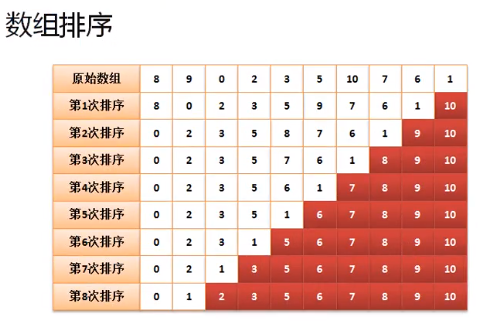 数组排序
原始数组 8 9 0 2 3 5 10 7 6 1
第1次排序 8 0 2 3 5 9 7 6 1 10
第2次排序 0 2 3 5 8 7 6 1 9 10
第3次排序 0 2 3 5 7 6 1 8 9 10
第4次排序 0 2 3 5 6 1 7 8 9 10
第5次排序 0 2 3 5 1 6 7 8 9 10
第6次排序 0 2 3 1 5 6 7 8 9 10
第7次排序 0 2 1 3 5 6 7 8 9 10
第8次排序 0 1 2 3 5 6 7 8 9 10